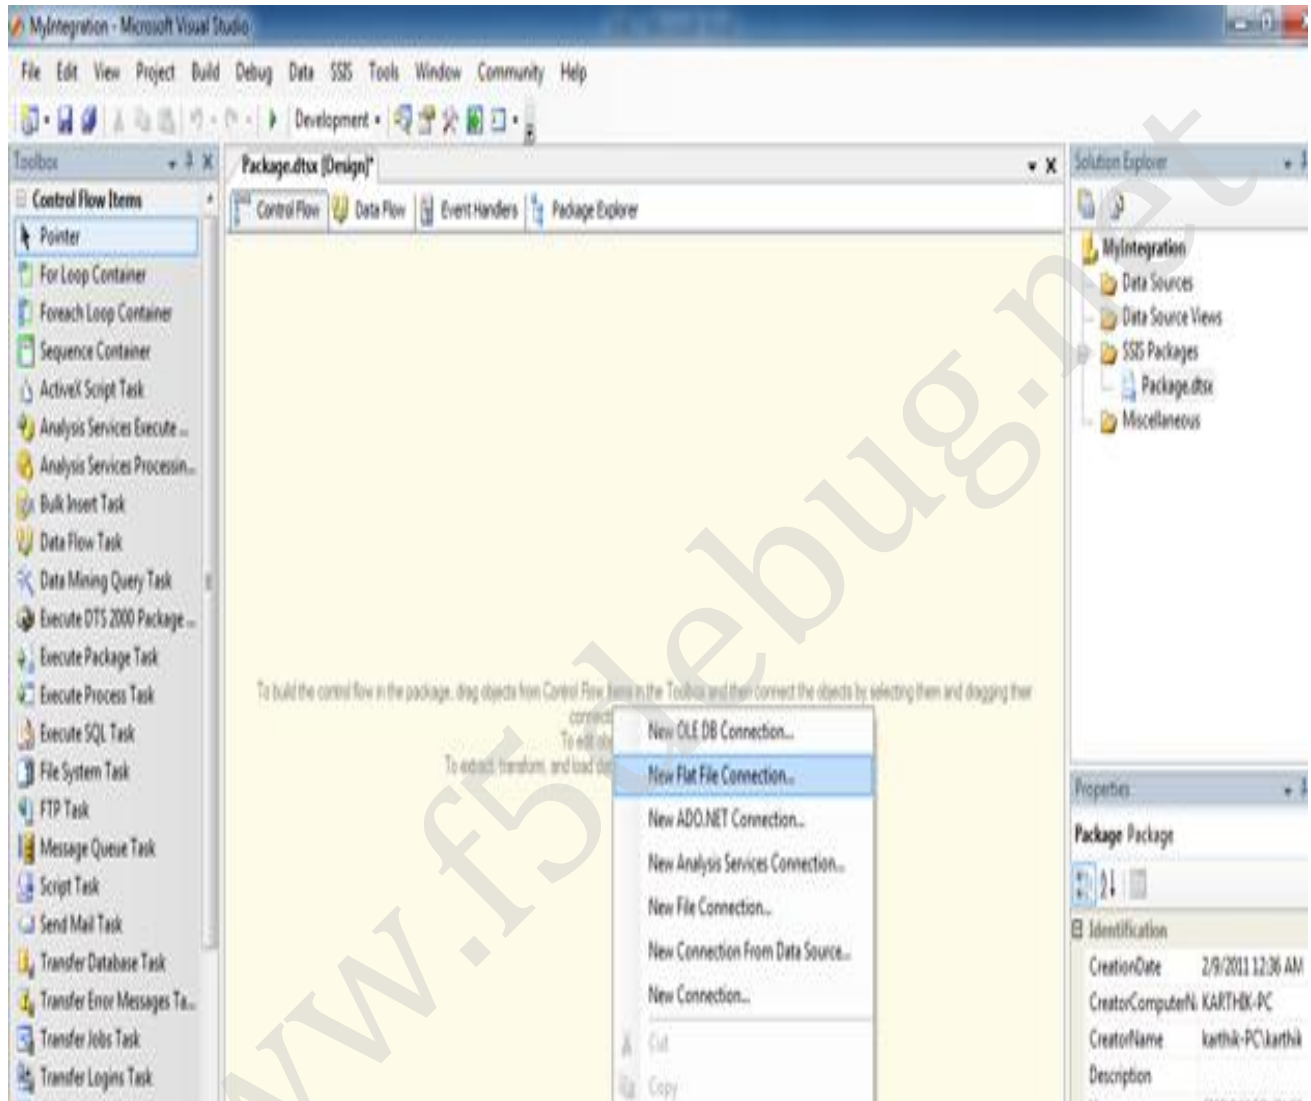 MyIntegration - Microsoft Visual Studio
File Edit View Project Build Debug Data SSIS Tools Window Community Help
Development
Toolbox
Control Flow Items
Pointer
For Loop Container
Foreach Loop Container
Sequence Container
ActiveX Script Task
Analysis Services Execute ...
Analysis Services Processin...
Bulk Insert Task
Data Flow Task
Data Mining Query Task
Execute DTS 2000 Package ...
Execute Package Task
Execute Process Task
Execute SQL Task
File System Task
FTP Task
Message Queue Task
Script Task
Send Mail Task
Transfer Database Task
Transfer Error Messages Ta...
Transfer Jobs Task
Transfer Logins Task
Package.dtsx [Design]*
Control Flow Data Flow Event Handlers Package Explorer
To build the control flow in the package, drag objects from Control Flow Items in the Toolbox and then connect the objects by selecting them and dragging their
connect
To edit obj
To extract, transform, and load da
New OLE DB Connection...
New Flat File Connection...
New ADO.NET Connection...
New Analysis Services Connection...
New File Connection...
New Connection From Data Source...
New Connection...
Cut
Copy
Solution Explorer
MyIntegration
Data Sources
Data Source Views
SSIS Packages
Package.dtsx
Miscellaneous
Properties
Package Package
Identification
CreationDate 2/9/2011 12:36 AM
CreatorComputerN KARTHIK-PC
CreatorName karthik-PC\karthik
Description
www.f5debug.net